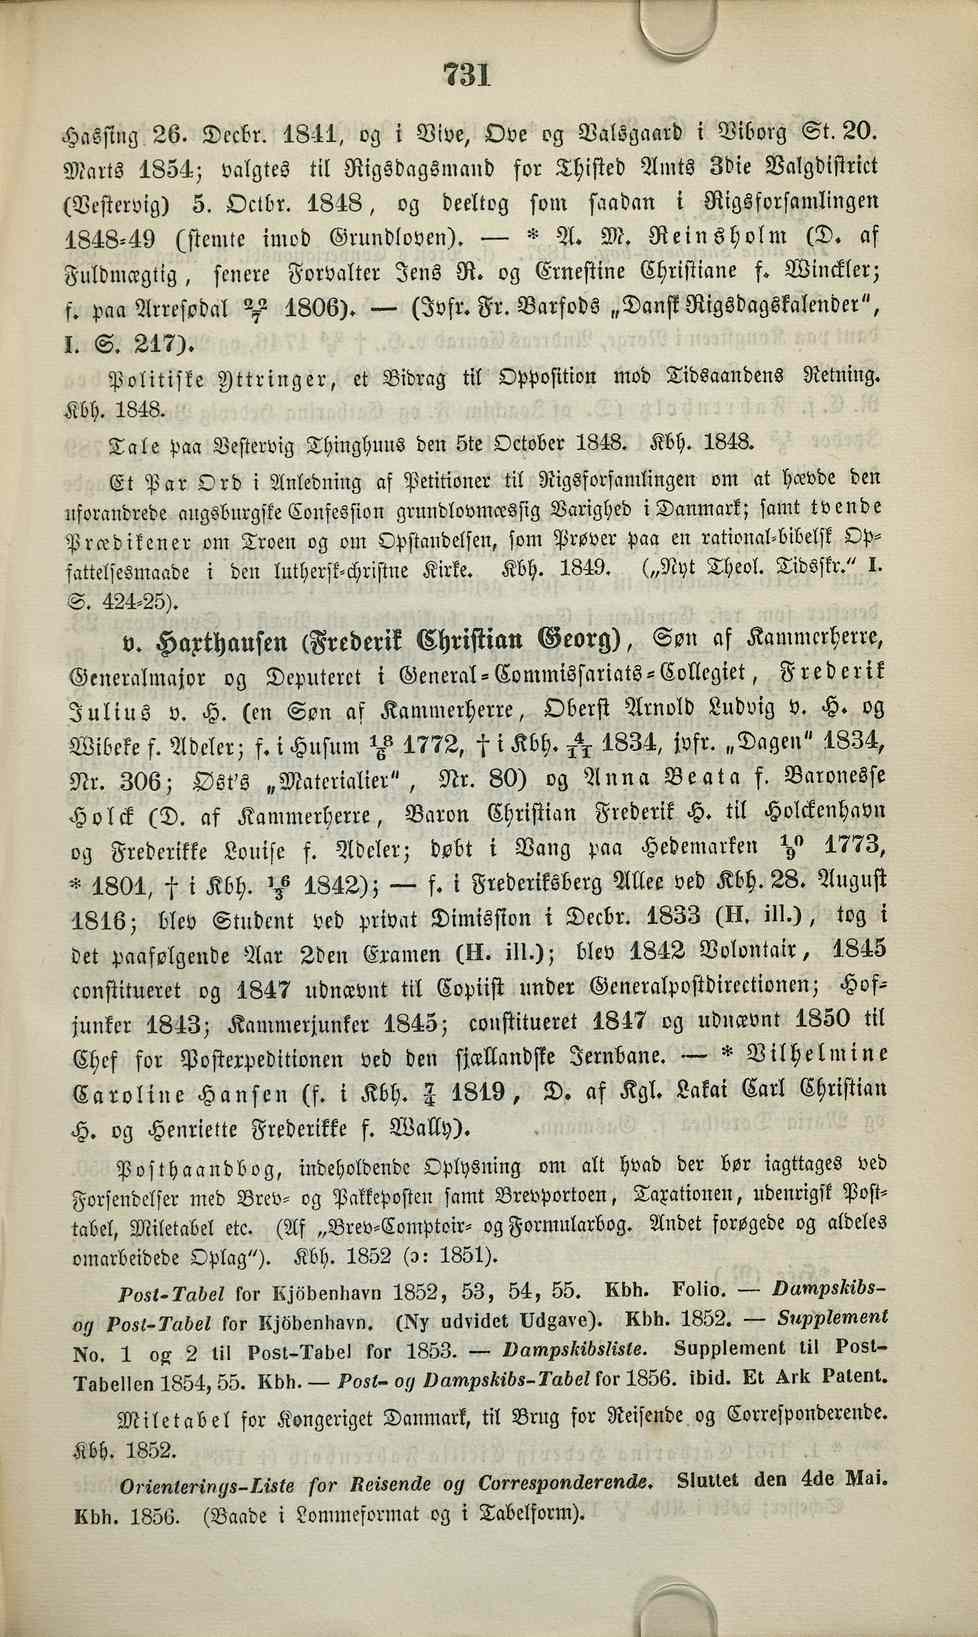 731
Hassing 26. Decbr. 1841, og i Vive, Ove og Valsgaard i Viborg St. 20.
Marts 1854; valgtes til Rigsdagsmand for Thisted Amts 3die Valgdistrict
(Vestervig) 5. Octbr. 1848, og deeltog som saadan i Rigsforsamlingen
1848-49 (stemte imod Grundloven). — * A. M. Reinsholm (D. af
Fuldmægtig, senere Forvalter Jens R. og Ernestine Christiane f. Winckler;
f. paa Arresødal 22/7 1806). — (Jvfr. Fr. Barfods „Dansk Rigsdagskalender“,
I. S. 217).
Politiske Yttringer, et Bidrag til Opposition mod Tidsaandens Retning.
Kbh. 1848.
Tale paa Vestervig Thinghuus den 5te October 1848. Kbh. 1848.
Et Par Ord i Anledning af Petitioner til Rigsforsamlingen om at hævde den
uforandrede augsburgske Confession grundlovmæssig Varighed i Danmark; samt tvende
Prædikener om Troen og om Opstandelsen, som Prøver paa en rational-bibelsk Op-
fattelsesmaade i den luthersk-christne Kirke. Kbh. 1849. („Nyt Theol. Tidsskr.“ I.
S. 424-25).
v. Haxthausen (Frederik Christian Georg), Søn af Kammerherre,
Generalmajor og Deputeret i General-Commissariats-Collegiet, Frederik
Julius v. H. (en Søn af Kammerherre, Oberst Arnold Ludvig v. H. og
Wibeke f. Adeler; f. i Husum 18/6 1772, † i Kbh. 4/11 1834, jvfr. „Dagen“ 1834,
Nr. 306; Øst's „Materialier“, Nr. 80) og Anna Beata f. Baronesse
Holck (D. af Kammerherre, Baron Christian Frederik H. til Holckenhavn
og Frederikke Louise f. Adeler; døbt i Vang paa Hedemarken 10/9 1773,
* 1801, † i Kbh. 16/3 1842); — f. i Frederiksberg Allee ved Kbh. 28. August
1816; blev Student ved privat Dimission i Decbr. 1833 (H. ill.), tog i
det paafølgende Aar 2den Examen (H. ill.); blev 1842 Volontair, 1845
constitueret og 1847 udnævnt til Copiist under Generalpostdirectionen; Hof-
junker 1843; Kammerjunker 1845; constitueret 1847 og udnævnt 1850 til
Chef for Postexpeditionen ved den sjællandske Jernbane. — * Vilhelmine
Caroline Hansen (f. i Kbh. 7/4 1819, D. af Kgl. Lakai Carl Christian
H. og Henriette Frederikke f. Wally).
Posthaandbog, indeholdende Oplysning om alt hvad der bør iagttages ved
Forsendelser med Brev- og Pakkeposten samt Brevportoen, Taxationen, udenrigsk Post-
tabel, Miletabel etc. (Af „Brev-Comptoir- og Formularbog. Andet forøgede og aldeles
omarbeidede Oplag“). Kbh. 1852 (ɔ: 1851).
Post-Tabel for Kjöbenhavn 1852, 53, 54, 55. Kbh. Folio. — Dampskibs-
og Post-Tabel for Kjöbenhavn. (Ny udvidet Udgave). Kbh. 1852. — Supplement
No. 1 og 2 til Post-Tabel for 1853. — Dampskibsliste. Supplement til Post-
Tabellen 1854, 55. Kbh. — Post- og Dampskibs-Tabel for 1856. ibid. Et Ark Patent.
Miletabel for Kongeriget Danmark, til Brug for Reisende og Corresponderende.
Kbh. 1852.
Orienterings-Liste for Reisende og Corresponderende. Sluttet den 4de Mai.
Kbh. 1856. (Baade i Lommeformat og i Tabelform).